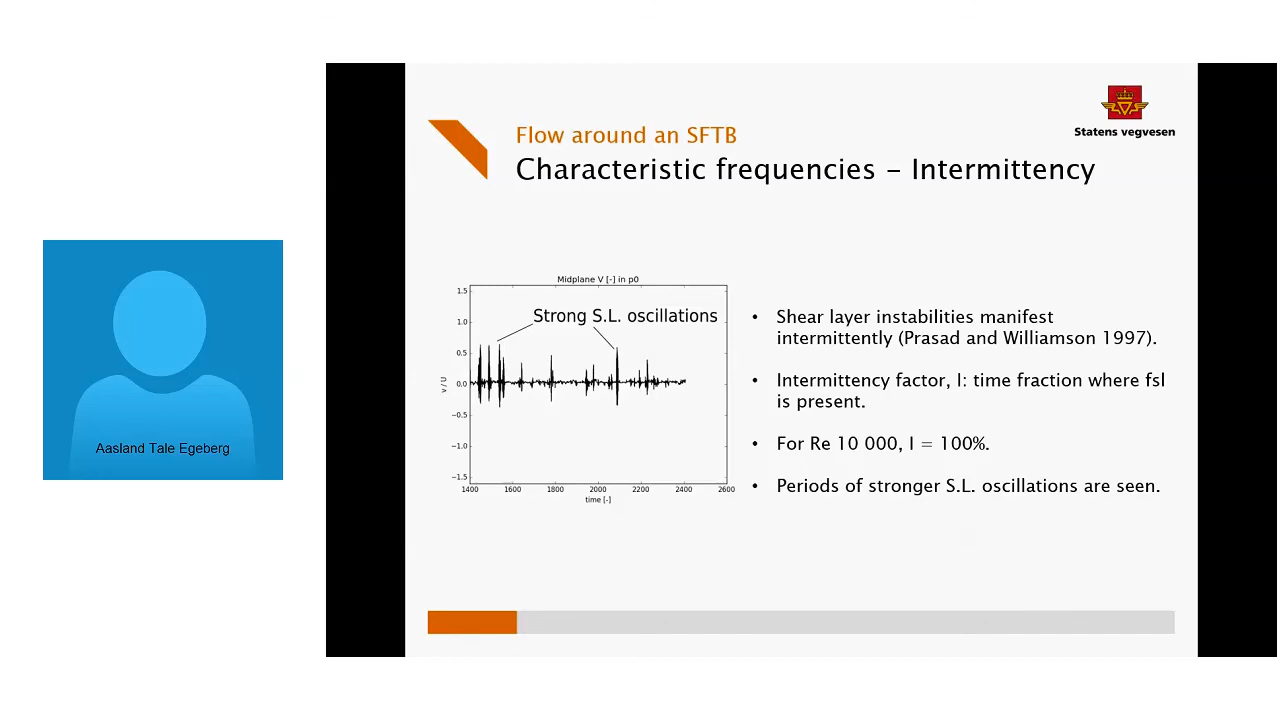 Statens vegvesen
Flow around an SFTB
Characteristic frequencies – Intermittency
Midplane V [-] in p0
Strong S.L. oscillations
1.5
1.0
0.5
0.0
−0.5
−1.0
−1.5
v / U
1400 1600 1800 2000 2200 2400 2600
time [-]
• Shear layer instabilities manifest
intermittently (Prasad and Williamson 1997).
• Intermittency factor, I: time fraction where fsl
is present.
• For Re 10 000, I = 100%.
• Periods of stronger S.L. oscillations are seen.
Aasland Tale Egeberg